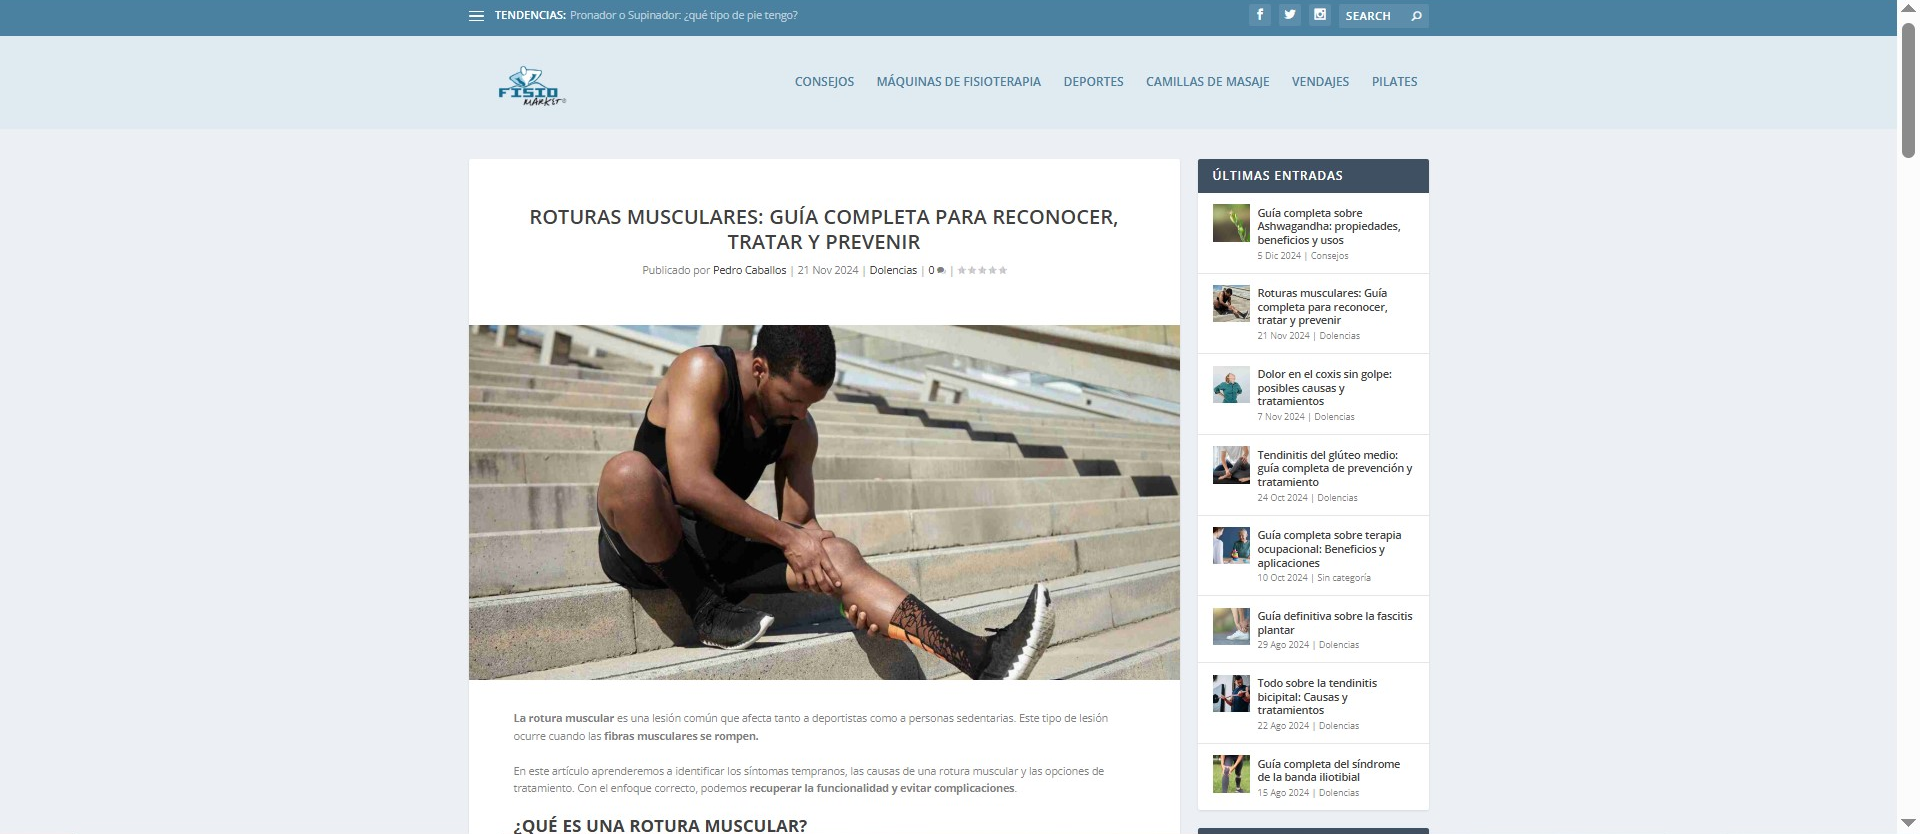 TENDENCIAS: Pronador o Supinador: ¿qué tipo de pie tengo?
SEARCH
FISIO
MARKET®
CONSEJOS
MÁQUINAS DE FISIOTERAPIA
DEPORTES
CAMILLAS DE MASAJE
VENDAJES
PILATES
ROTURAS MUSCULARES: GUÍA COMPLETA PARA RECONOCER,
TRATAR Y PREVENIR
Publicado por Pedro Caballos | 21 Nov 2024 | Dolencias | 0 |
La rotura muscular es una lesión común que afecta tanto a deportistas como a personas sedentarias. Este tipo de lesión
ocurre cuando las fibras musculares se rompen.
En este artículo aprenderemos a identificar los síntomas tempranos, las causas de una rotura muscular y las opciones de
tratamiento. Con el enfoque correcto, podemos recuperar la funcionalidad y evitar complicaciones.
¿QUÉ ES UNA ROTURA MUSCULAR?
ÚLTIMAS ENTRADAS
Guía completa sobre
Ashwagandha: propiedades,
beneficios y usos
5 Dic 2024 | Consejos
Roturas musculares: Guía
completa para reconocer,
tratar y prevenir
21 Nov 2024 | Dolencias
Dolor en el coxis sin golpe:
posibles causas y
tratamientos
7 Nov 2024 | Dolencias
Tendinitis del glúteo medio:
guía completa de prevención y
tratamiento
24 Oct 2024 | Dolencias
Guía completa sobre terapia
ocupacional: Beneficios y
aplicaciones
10 Oct 2024 | Sin categoría
Guía definitiva sobre la fascitis
plantar
29 Ago 2024 | Dolencias
Todo sobre la tendinitis
bicipital: Causas y
tratamientos
22 Ago 2024 | Dolencias
Guía completa del síndrome
de la banda iliotibial
15 Ago 2024 | Dolencias